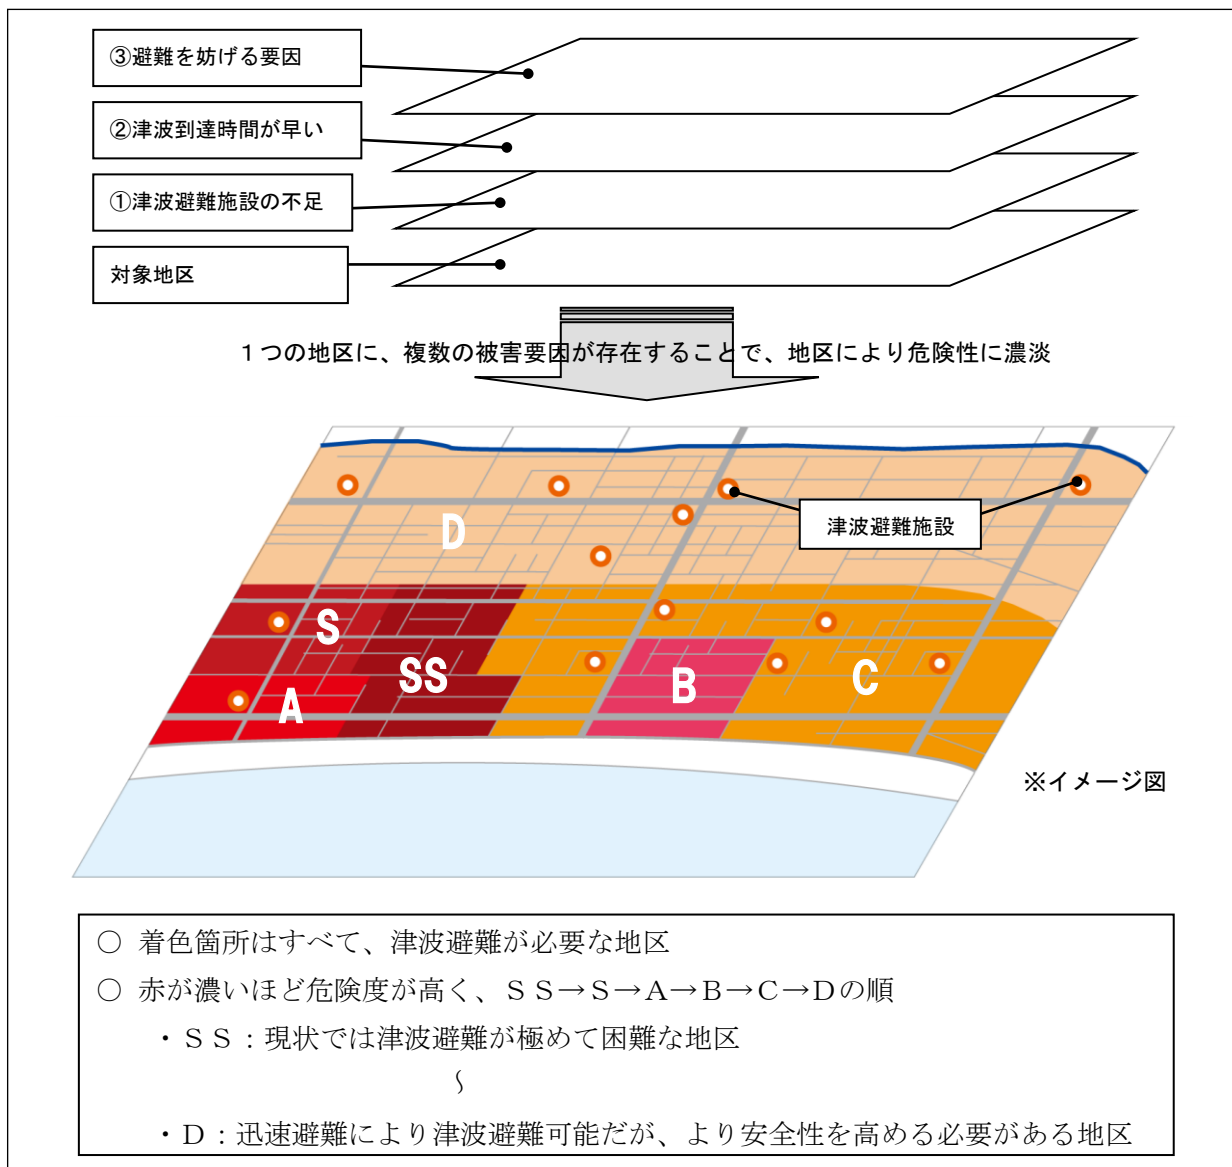 ③避難を妨げる要因
②津波到達時間が早い
①津波避難施設の不足
対象地区
１つの地区に、複数の被害要因が存在することで、地区により危険性に濃淡
D
津波避難施設
S
SS
A
B
C
※イメージ図
○ 着色箇所はすべて、津波避難が必要な地区
○ 赤が濃いほど危険度が高く、ＳＳ→Ｓ→Ａ→Ｂ→Ｃ→Ｄの順
・ＳＳ：現状では津波避難が極めて困難な地区
～
・Ｄ：迅速避難により津波避難可能だが、より安全性を高める必要がある地区